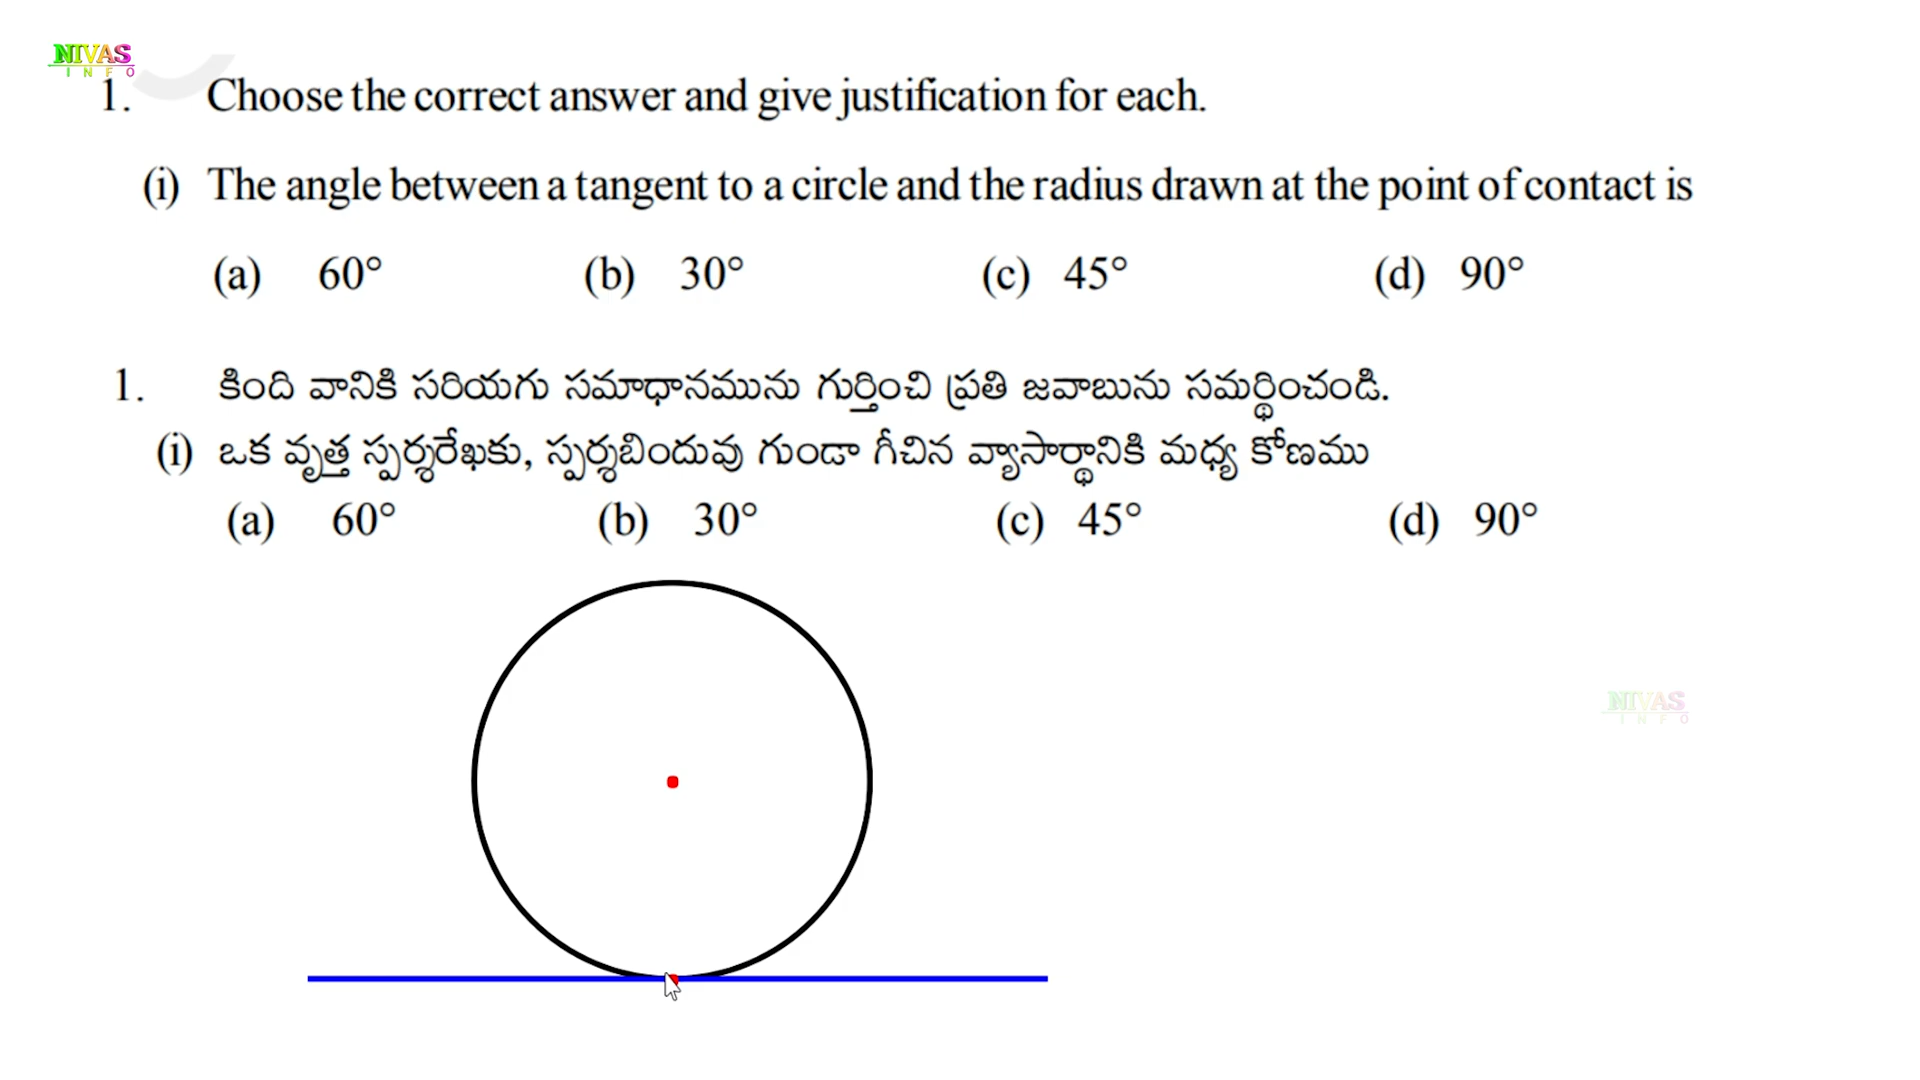 NIVAS
INFO
1. Choose the correct answer and give justification for each.
(i) The angle between a tangent to a circle and the radius drawn at the point of contact is
(a) 60° (b) 30° (c) 45° (d) 90°
1. కింది వానికి సరియగు సమాధానమును గుర్తించి ప్రతి జవాబును సమర్థించండి.
(i) ఒక వృత్త స్పర్శరేఖకు, స్పర్శబిందువు గుండా గీచిన వ్యాసార్థానికి మధ్య కోణము
(a) 60° (b) 30° (c) 45° (d) 90°
NIVAS
INFO